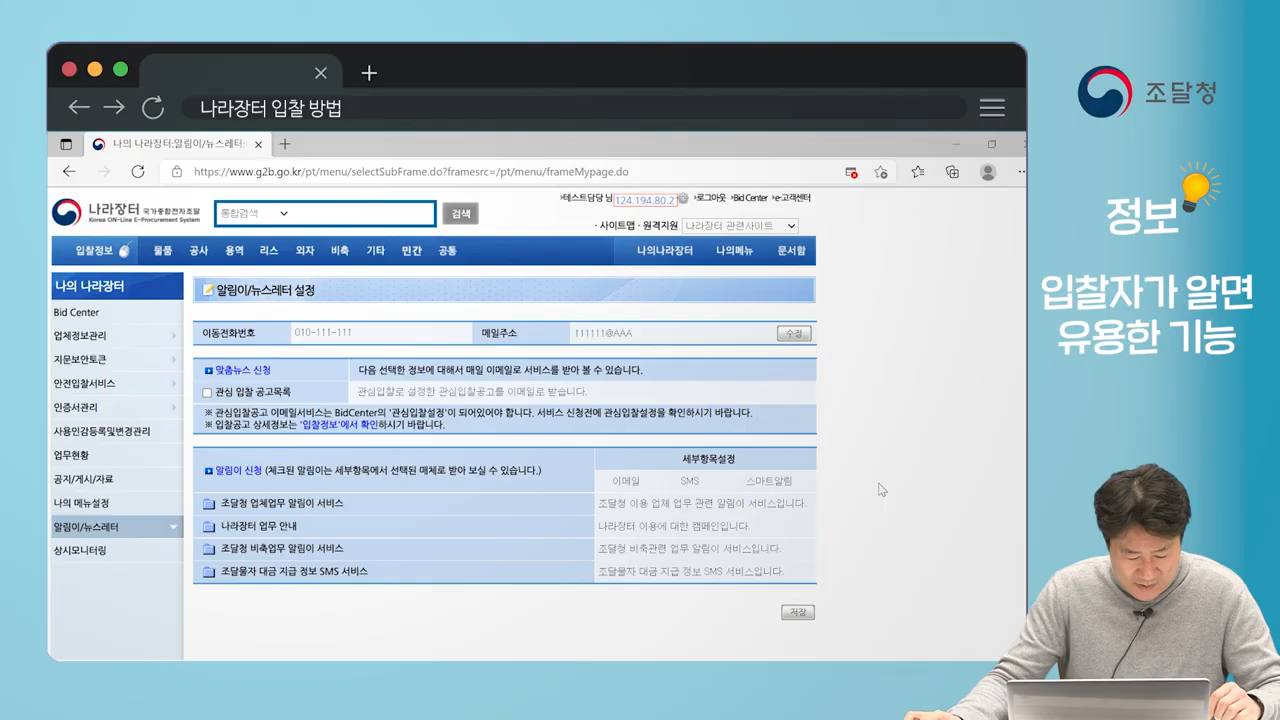 나라장터 입찰 방법
조달청
정보
입찰자가 알면
유용한 기능
나의 나라장터:알림이/뉴스레터:
https://www.g2b.go.kr/pt/menu/selectSubFrame.do?framesrc=/pt/menu/frameMypage.do
나라장터 국가종합전자조달
Korea ON-Line E-Procurement System
통합검색
검색
테스트담당 님 124.194.80.2 로그아웃 Bid Center e-고객센터
· 사이트맵 · 원격지원 나라장터 관련사이트
입찰정보 물품 공사 용역 리스 외자 비축 기타 민간 공통 나의나라장터 나의메뉴 문서함
나의 나라장터
Bid Center
업체정보관리
지문보안토큰
안전입찰서비스
인증서관리
사용인감등록및변경관리
업무현황
공지/게시/자료
나의 메뉴설정
알림이/뉴스레터
상시모니터링
알림이/뉴스레터 설정
이동전화번호 010-111-111 메일주소 111111@AAA 수정
맞춤뉴스 신청 다음 선택한 정보에 대해서 매일 이메일로 서비스를 받아 볼 수 있습니다.
관심 입찰 공고목록 관심입찰로 설정한 관심입찰공고를 이메일로 받습니다.
※ 관심입찰공고 이메일서비스는 BidCenter의 '관심입찰설정'이 되어있어야 합니다. 서비스 신청전에 관심입찰설정을 확인하시기 바랍니다.
※ 입찰공고 상세정보는 '입찰정보'에서 확인하시기 바랍니다.
알림이 신청 (체크된 알림이는 세부항목에서 선택된 매체로 받아 보실 수 있습니다.)
세부항목설정
이메일 SMS 스마트알림
조달청 업체업무 알림이 서비스 조달청 이용 업체 업무 관련 알림이 서비스입니다.
나라장터 업무 안내 나라장터 이용에 대한 캠페인입니다.
조달청 비축업무 알림이 서비스 조달청 비축관련 업무 알림이 서비스입니다.
조달물자 대금 지급 정보 SMS 서비스 조달물자 대금 지급 정보 SMS 서비스입니다.
저장